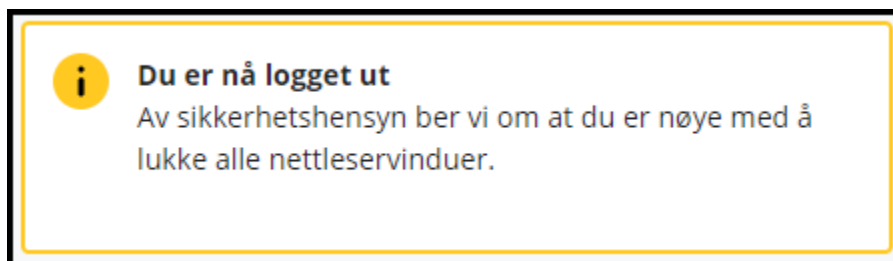 Du er nå logget ut
Av sikkerhetshensyn ber vi om at du er nøye med å
lukke alle nettleservinduer.